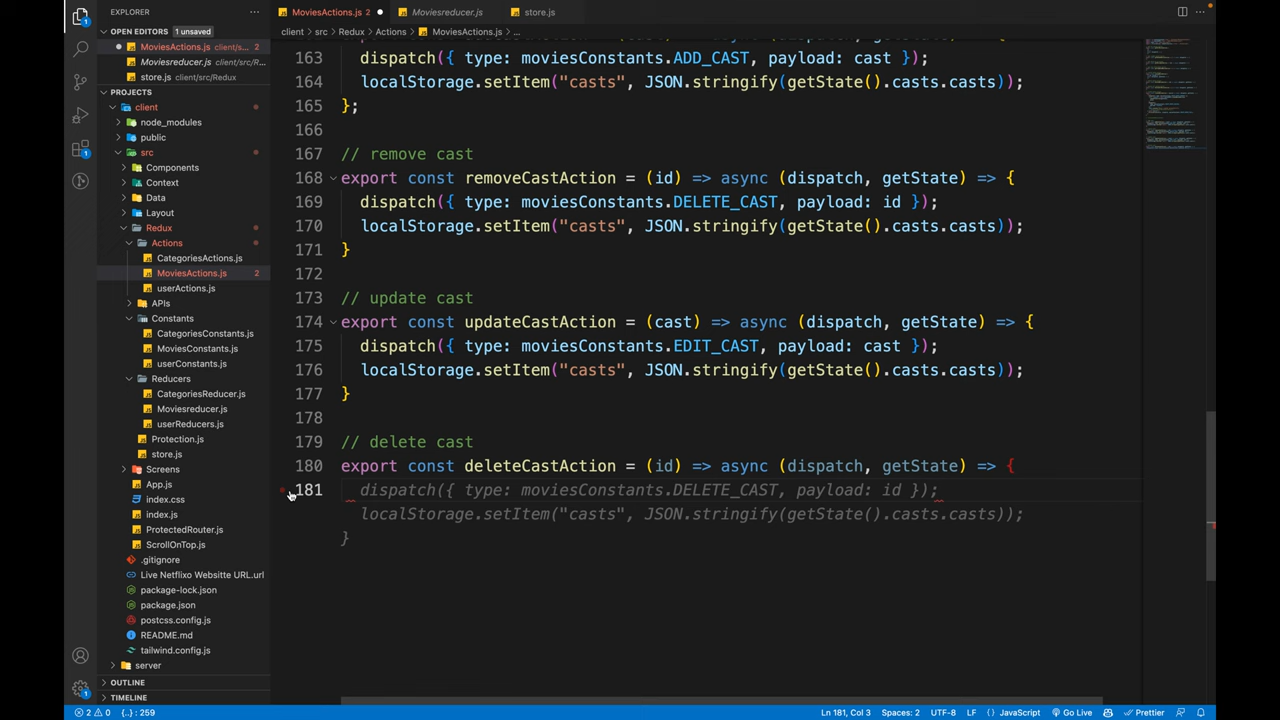 EXPLORER
MoviesActions.js 2
Moviesreducer.js
store.js
OPEN EDITORS 1 unsaved
client > src > Redux > Actions > MoviesActions.js > ...
MoviesActions.js client/s... 2
Moviesreducer.js client/src/R...
store.js client/src/Redux
PROJECTS
client
node_modules
public
src
Components
Context
Data
Layout
Redux
Actions
CategoriesActions.js
MoviesActions.js 2
userActions.js
APIs
Constants
CategoriesConstants.js
MoviesConstants.js
userConstants.js
Reducers
CategoriesReducer.js
Moviesreducer.js
userReducers.js
Protection.js
store.js
Screens
App.js
index.css
index.js
ProtectedRouter.js
ScrollOnTop.js
.gitignore
Live Netflixo Websitte URL.url
package-lock.json
package.json
postcss.config.js
README.md
tailwind.config.js
server
OUTLINE
TIMELINE
163 dispatch({ type: moviesConstants.ADD_CAST, payload: cast });
164 localStorage.setItem("casts", JSON.stringify(getState().casts.casts));
165 };
166
167 // remove cast
168 export const removeCastAction = (id) => async (dispatch, getState) => {
169 dispatch({ type: moviesConstants.DELETE_CAST, payload: id });
170 localStorage.setItem("casts", JSON.stringify(getState().casts.casts));
171 }
172
173 // update cast
174 export const updateCastAction = (cast) => async (dispatch, getState) => {
175 dispatch({ type: moviesConstants.EDIT_CAST, payload: cast });
176 localStorage.setItem("casts", JSON.stringify(getState().casts.casts));
177 }
178
179 // delete cast
180 export const deleteCastAction = (id) => async (dispatch, getState) => {
181 dispatch({ type: moviesConstants.DELETE_CAST, payload: id });
localStorage.setItem("casts", JSON.stringify(getState().casts.casts));
}
2 0 {..} : 259
Ln 181, Col 3 Spaces: 2 UTF-8 LF {} JavaScript Go Live Prettier